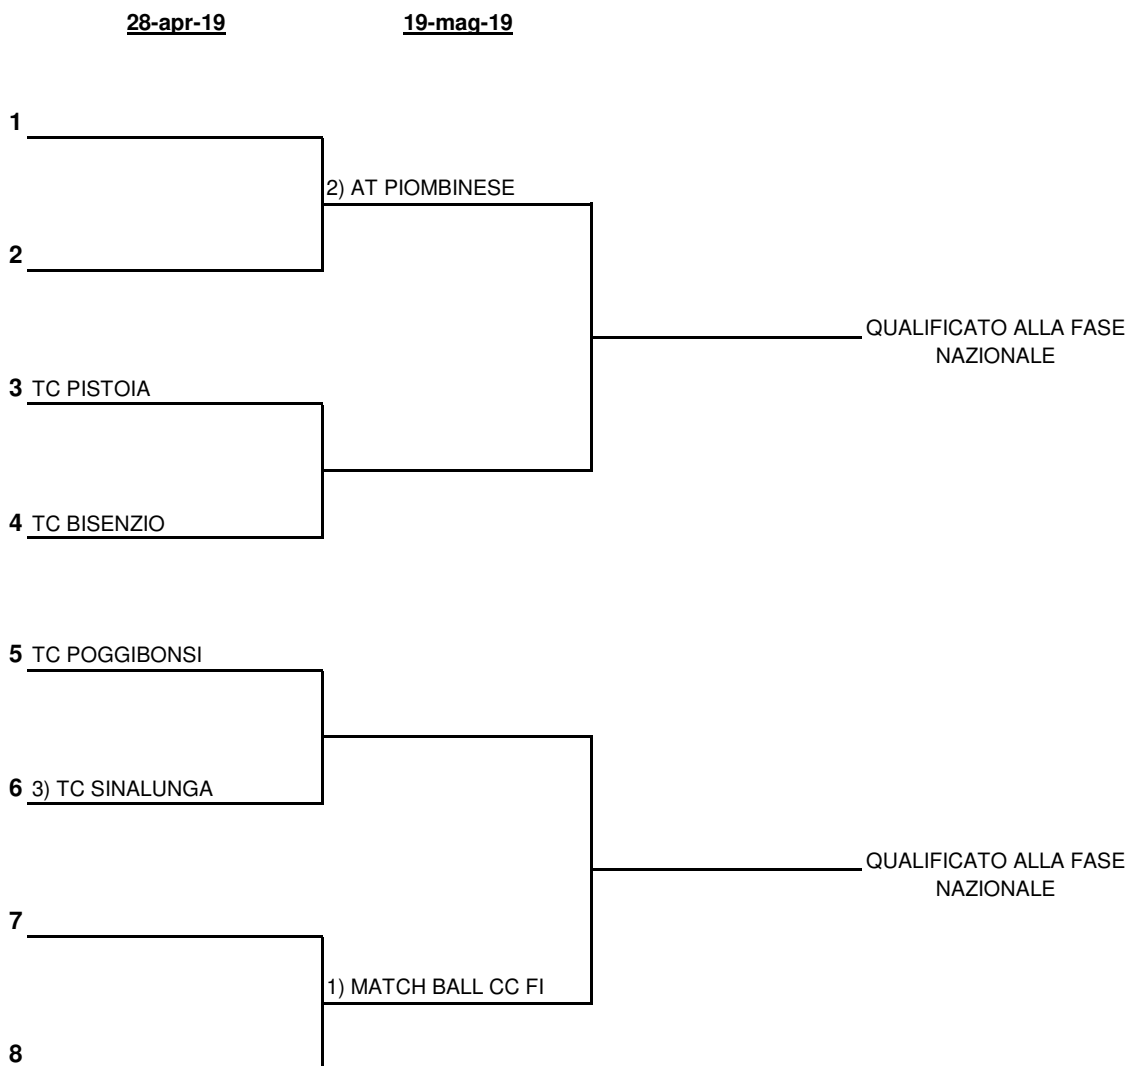 28-apr-19 19-mag-19
1
2) AT PIOMBINESE
2
QUALIFICATO ALLA FASE
NAZIONALE
3 TC PISTOIA
4 TC BISENZIO
5 TC POGGIBONSI
6 3) TC SINALUNGA
QUALIFICATO ALLA FASE
NAZIONALE
7
1) MATCH BALL CC FI
8